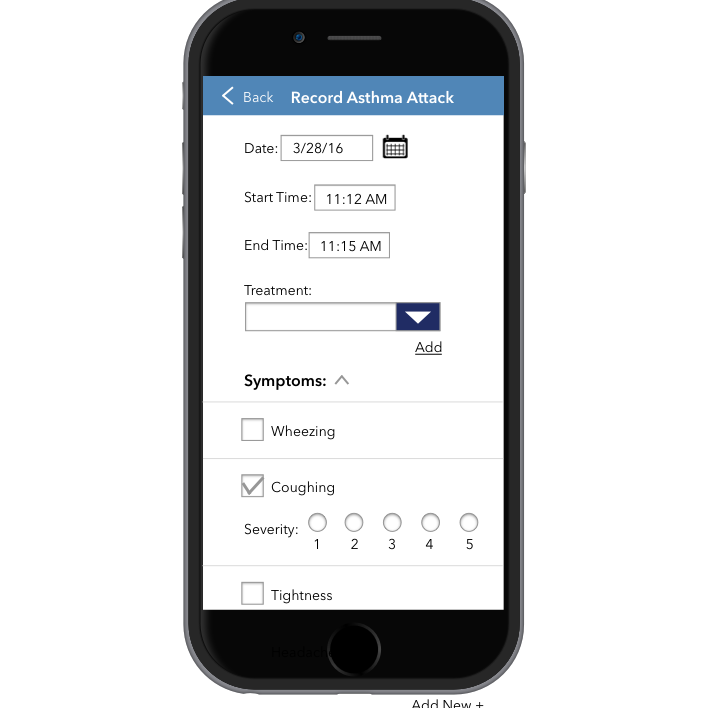 Back Record Asthma Attack
Date: 3/28/16
Start Time: 11:12 AM
End Time: 11:15 AM
Treatment:
Add
Symptoms:
Wheezing
Coughing
Severity:
1 2 3 4 5
Tightness
Add New +